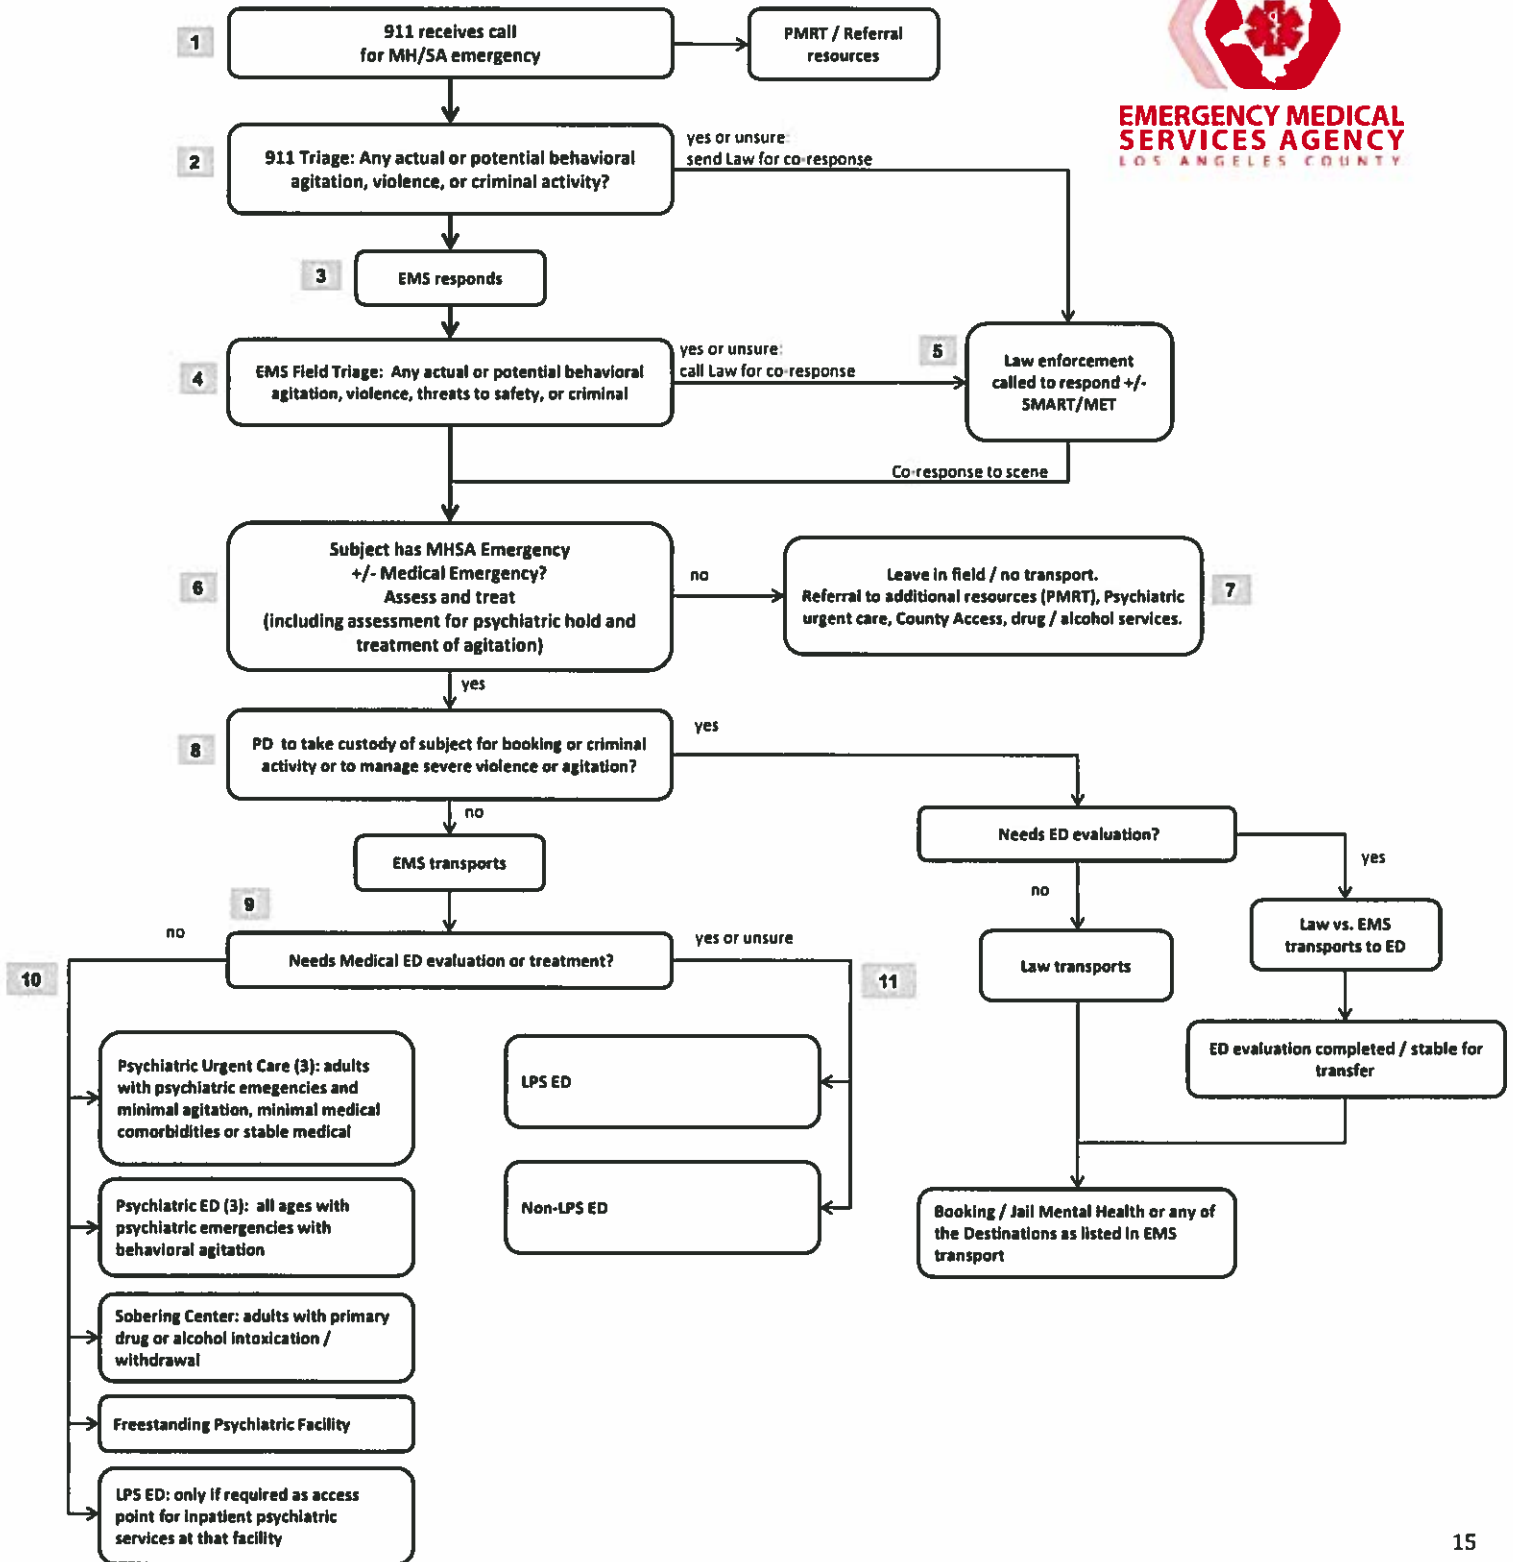 1
911 receives call
for MH/SA emergency
PMRT / Referral
resources
EMERGENCY MEDICAL
SERVICES AGENCY
LOS ANGELES COUNTY
2
911 Triage: Any actual or potential behavioral
agitation, violence, or criminal activity?
yes or unsure:
send Law for co-response
3
EMS responds
4
EMS Field Triage: Any actual or potential behavioral
agitation, violence, threats to safety, or criminal
yes or unsure:
call Law for co-response
5
Law enforcement
called to respond +/-
SMART/MET
Co-response to scene
6
Subject has MHSA Emergency
+/- Medical Emergency?
Assess and treat
(including assessment for psychiatric hold and
treatment of agitation)
no
Leave in field / no transport.
Referral to additional resources (PMRT), Psychiatric
urgent care, County Access, drug / alcohol services.
7
yes
8
PD to take custody of subject for booking or criminal
activity or to manage severe violence or agitation?
yes
no
EMS transports
Needs ED evaluation?
yes
no
Law vs. EMS
transports to ED
Law transports
ED evaluation completed / stable for
transfer
9
no
Needs Medical ED evaluation or treatment?
yes or unsure
10
11
Psychiatric Urgent Care (3): adults
with psychiatric emegencies and
minimal agitation, minimal medical
comorbidities or stable medical
LPS ED
Psychiatric ED (3): all ages with
psychiatric emergencies with
behavioral agitation
Non-LPS ED
Booking / Jail Mental Health or any of
the Destinations as listed in EMS
transport
Sobering Center: adults with primary
drug or alcohol intoxication /
withdrawal
Freestanding Psychiatric Facility
LPS ED: only if required as access
point for inpatient psychiatric
services at that facility
15